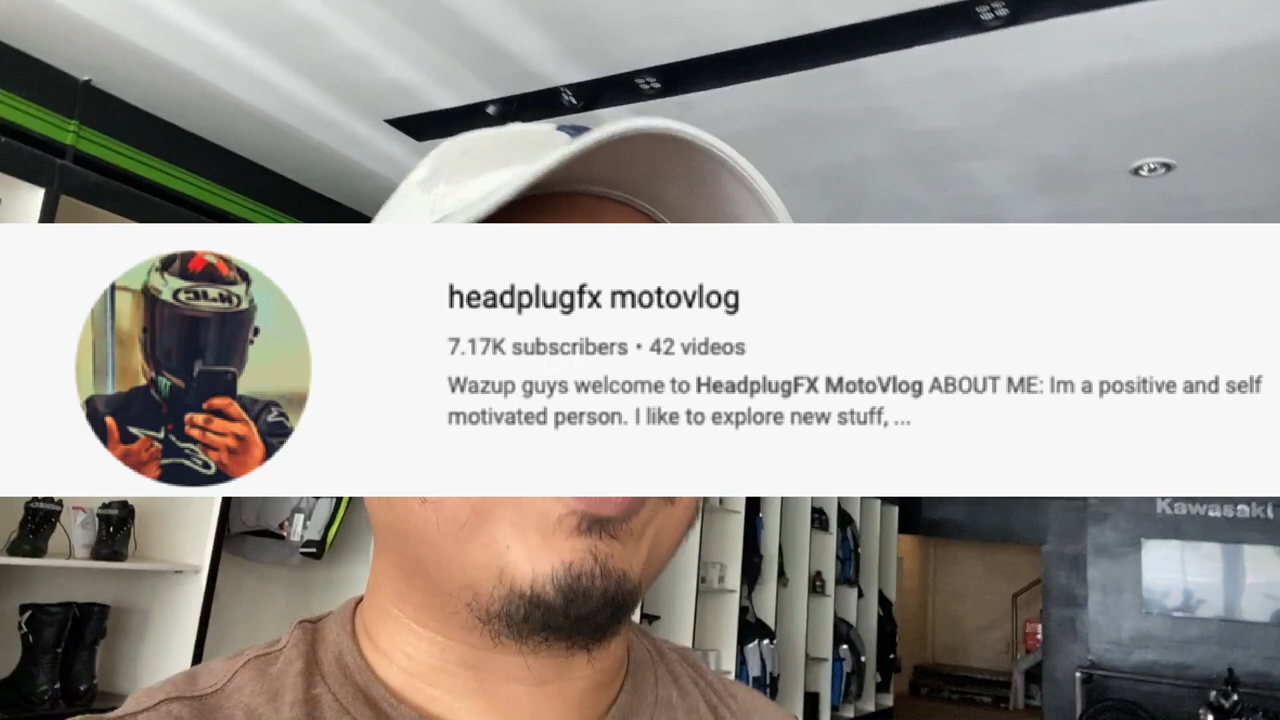 headplugfx motovlog
7.17K subscribers • 42 videos
Wazup guys welcome to HeadplugFX MotoVlog ABOUT ME: Im a positive and self
motivated person. I like to explore new stuff, ...
Kawasaki